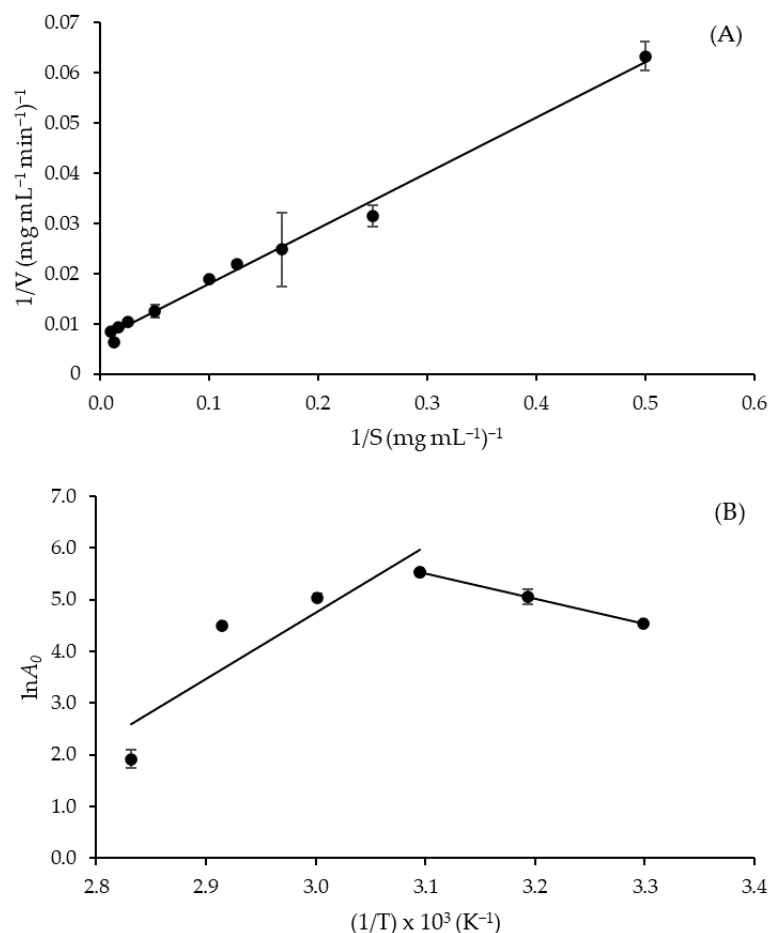 (A)
1/V (mg mL⁻¹ min⁻¹)⁻¹
0.07
0.06
0.05
0.04
0.03
0.02
0.01
0
0.0 0.1 0.2 0.3 0.4 0.5 0.6
1/S (mg mL⁻¹)⁻¹
(B)
lnA₀
7.0
6.0
5.0
4.0
3.0
2.0
1.0
0.0
2.8 2.9 3.0 3.1 3.2 3.3 3.4
(1/T) x 10³ (K⁻¹)